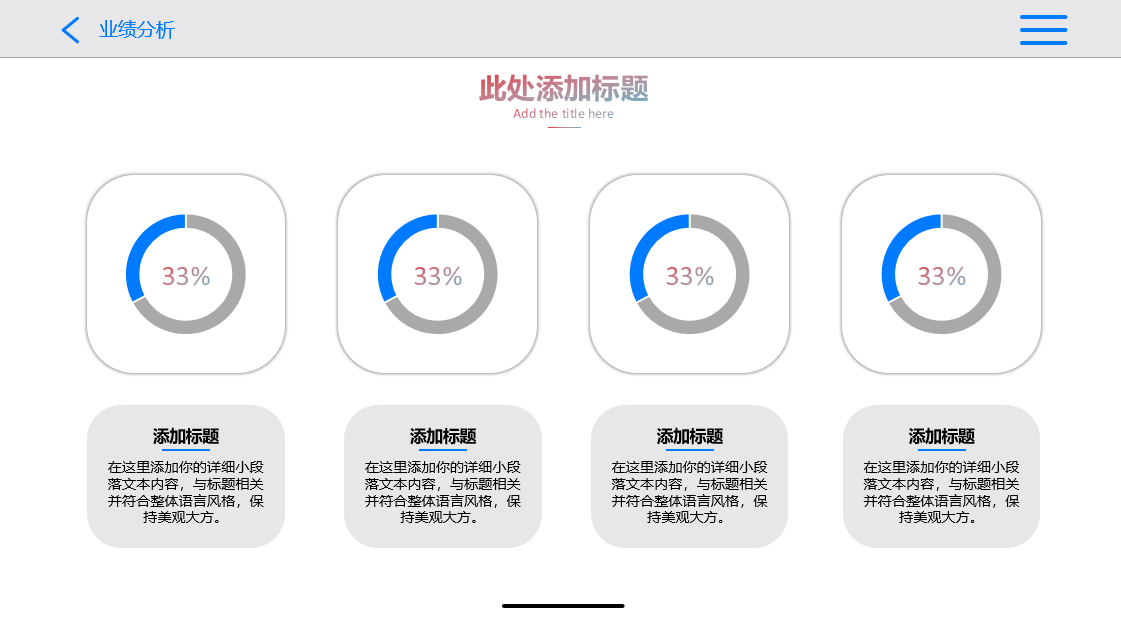 业绩分析
此处添加标题
Add the title here
33%
33%
33%
33%
添加标题
在这里添加你的详细小段
落文本内容，与标题相关
并符合整体语言风格，保
持美观大方。
添加标题
在这里添加你的详细小段
落文本内容，与标题相关
并符合整体语言风格，保
持美观大方。
添加标题
在这里添加你的详细小段
落文本内容，与标题相关
并符合整体语言风格，保
持美观大方。
添加标题
在这里添加你的详细小段
落文本内容，与标题相关
并符合整体语言风格，保
持美观大方。